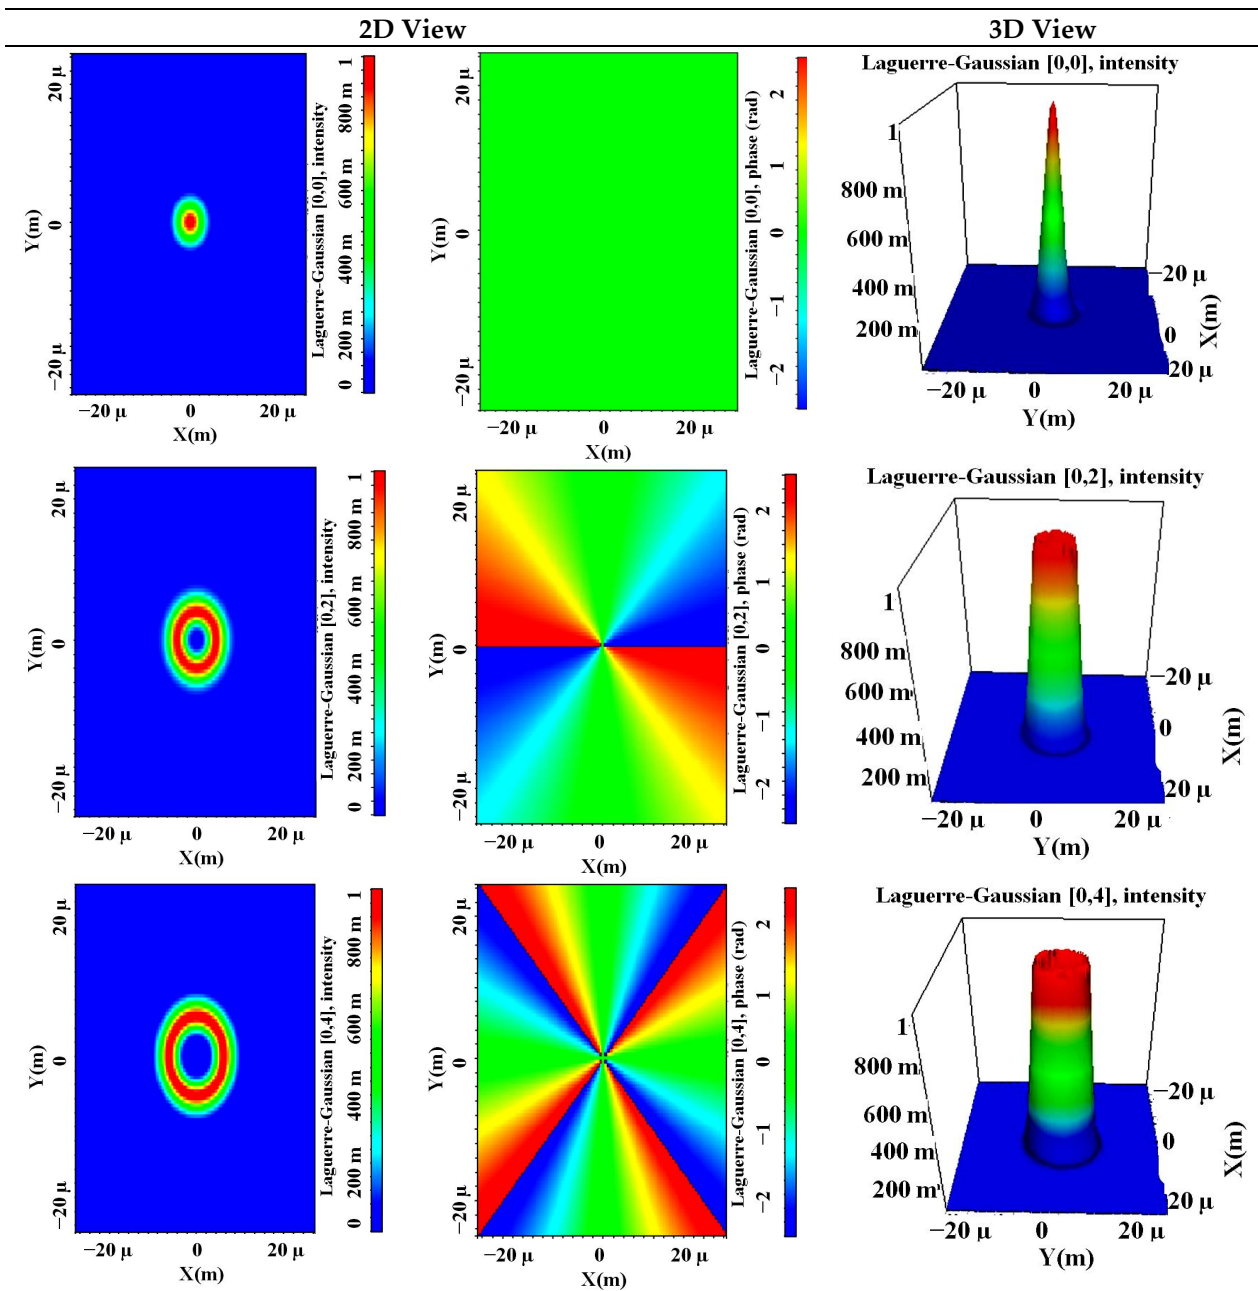 2D View
3D View
20 μ
0
−20 μ
Y(m)
−20 μ 0 20 μ
X(m)
Laguerre-Gaussian [0,0], intensity
0 200 m 400 m 600 m 800 m 1
20 μ
0
−20 μ
Y(m)
−20 μ 0 20 μ
X(m)
Laguerre-Gaussian [0,0], phase (rad)
−2 −1 0 1 2
Laguerre-Gaussian [0,0], intensity
1
800 m
600 m
400 m
200 m
−20 μ 0 20 μ
Y(m)
−20 μ
0
20 μ
X(m)
20 μ
0
−20 μ
Y(m)
−20 μ 0 20 μ
X(m)
Laguerre-Gaussian [0,2], intensity
0 200 m 400 m 600 m 800 m 1
20 μ
0
−20 μ
Y(m)
−20 μ 0 20 μ
X(m)
Laguerre-Gaussian [0,2], phase (rad)
−2 −1 0 1 2
Laguerre-Gaussian [0,2], intensity
1
800 m
600 m
400 m
200 m
−20 μ 0 20 μ
Y(m)
−20 μ
0
20 μ
X(m)
20 μ
0
−20 μ
Y(m)
−20 μ 0 20 μ
X(m)
Laguerre-Gaussian [0,4], intensity
0 200 m 400 m 600 m 800 m 1
20 μ
0
−20 μ
Y(m)
−20 μ 0 20 μ
X(m)
Laguerre-Gaussian [0,4], phase (rad)
−2 −1 0 1 2
Laguerre-Gaussian [0,4], intensity
1
800 m
600 m
400 m
200 m
−20 μ 0 20 μ
Y(m)
−20 μ
0
20 μ
X(m)